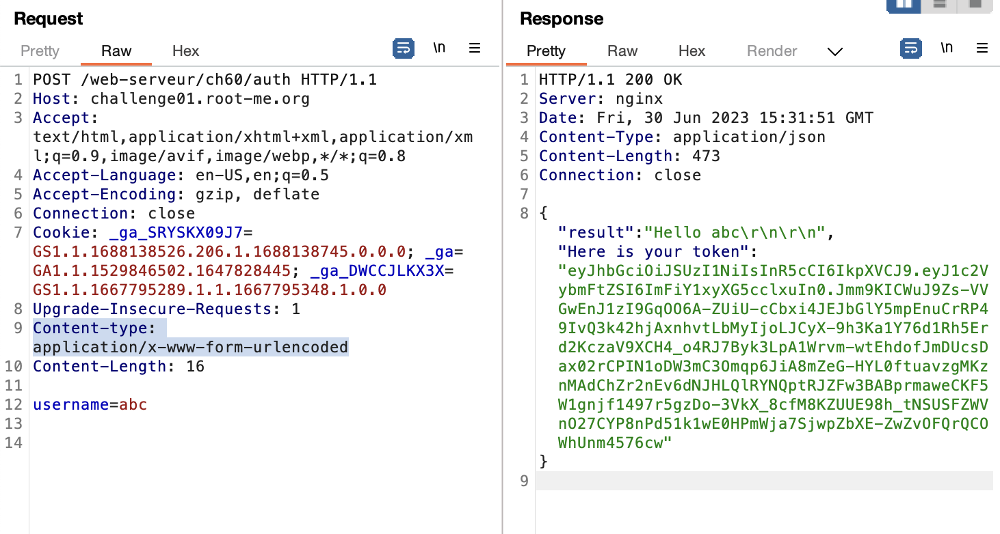 Request
Pretty Raw Hex \n
1 POST /web-serveur/ch60/auth HTTP/1.1
2 Host: challenge01.root-me.org
3 Accept:
text/html,application/xhtml+xml,application/xm
l;q=0.9,image/avif,image/webp,*/*;q=0.8
4 Accept-Language: en-US,en;q=0.5
5 Accept-Encoding: gzip, deflate
6 Connection: close
7 Cookie: _ga_SRYSKX09J7=
GS1.1.1688138526.206.1.1688138745.0.0.0; _ga=
GA1.1.1529846502.1647828445; _ga_DWCCJLKX3X=
GS1.1.1667795289.1.1.1667795348.1.0.0
8 Upgrade-Insecure-Requests: 1
9 Content-type:
application/x-www-form-urlencoded
10 Content-Length: 16
11
12 username=abc
13
14
Response
Pretty Raw Hex Render \n
1 HTTP/1.1 200 OK
2 Server: nginx
3 Date: Fri, 30 Jun 2023 15:31:51 GMT
4 Content-Type: application/json
5 Content-Length: 473
6 Connection: close
7
8 {
"result":"Hello abc\r\n\r\n",
"Here is your token":
"eyJhbGciOiJSUzI1NiIsInR5cCI6IkpXVCJ9.eyJ1c2V
ybmFtZSI6ImFiY1xyXG5cclxuIn0.Jmm9KICWuJ9Zs-VV
GwEnJ1zI9GqOO6A-ZUiU-cCbxi4JEJbGlY5mpEnuCrRP4
9IvQ3k42hjAxnhvtLbMyIjoLJCyX-9h3Ka1Y76d1Rh5Er
d2KczaV9XCH4_o4RJ7Byk3LpA1Wrvm-wtEhdofJmDUcsD
ax02rCPIN1oDW3mC3Omqp6JiA8mZeG-HYL0ftuavzgMKz
nMAdChZr2nEv6dNJHLQlRYNQptRJZFw3BABprmaweCKF5
W1gnjf1497r5gzDo-3VkX_8cfM8KZUUE98h_tNSUSFZWV
nO27CYP8nPd51k1wE0HPmWja7SjwpZbXE-ZwZvOFQrQCO
WhUnm4576cw"
}
9